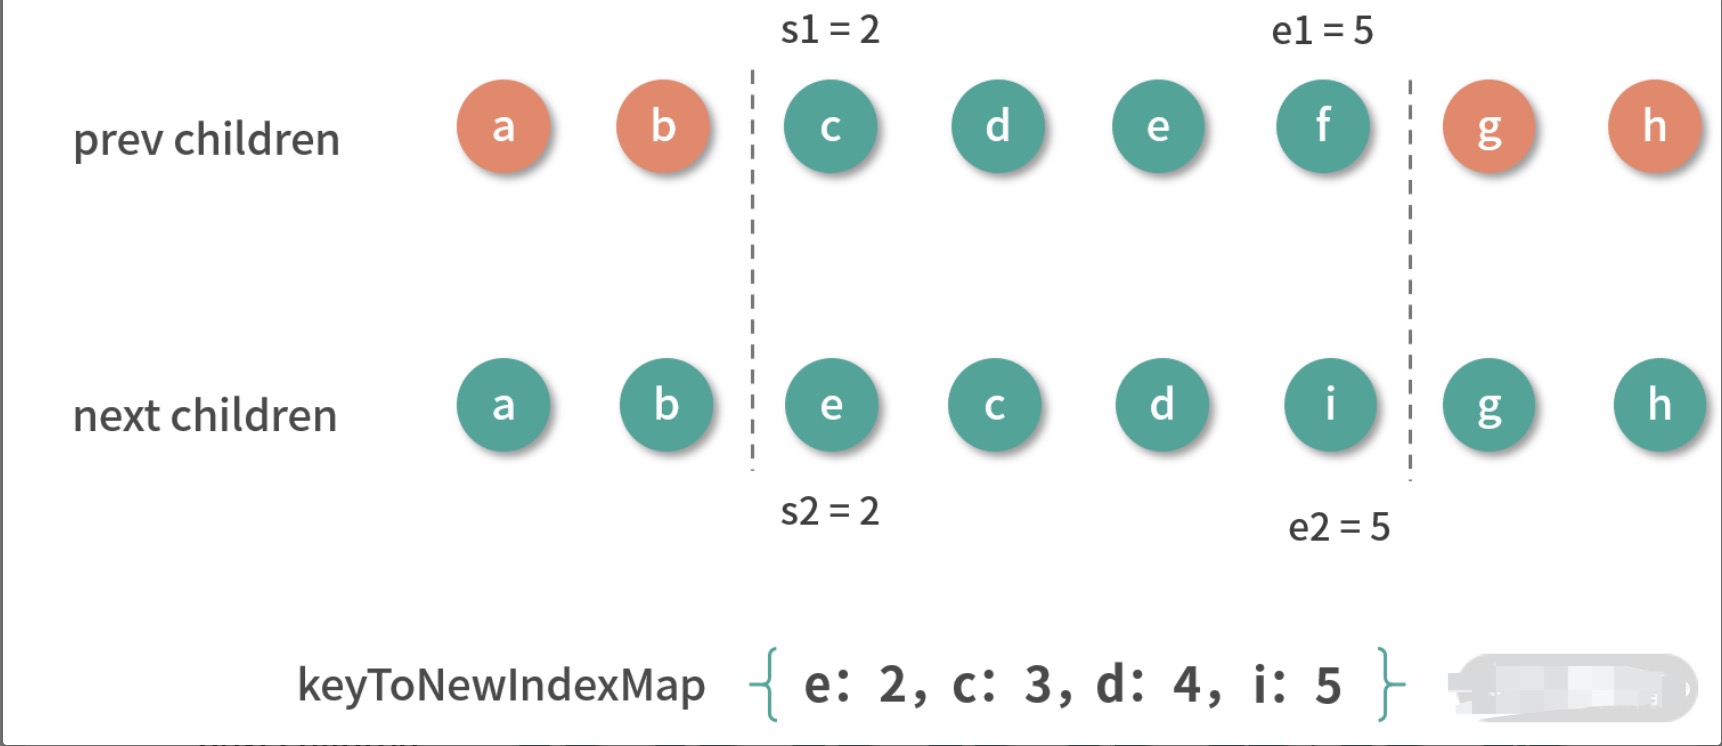 s1 = 2 e1 = 5
prev children a b c d e f g h
next children a b e c d i g h
s2 = 2 e2 = 5
keyToNewIndexMap { e: 2, c: 3, d: 4, i: 5 }